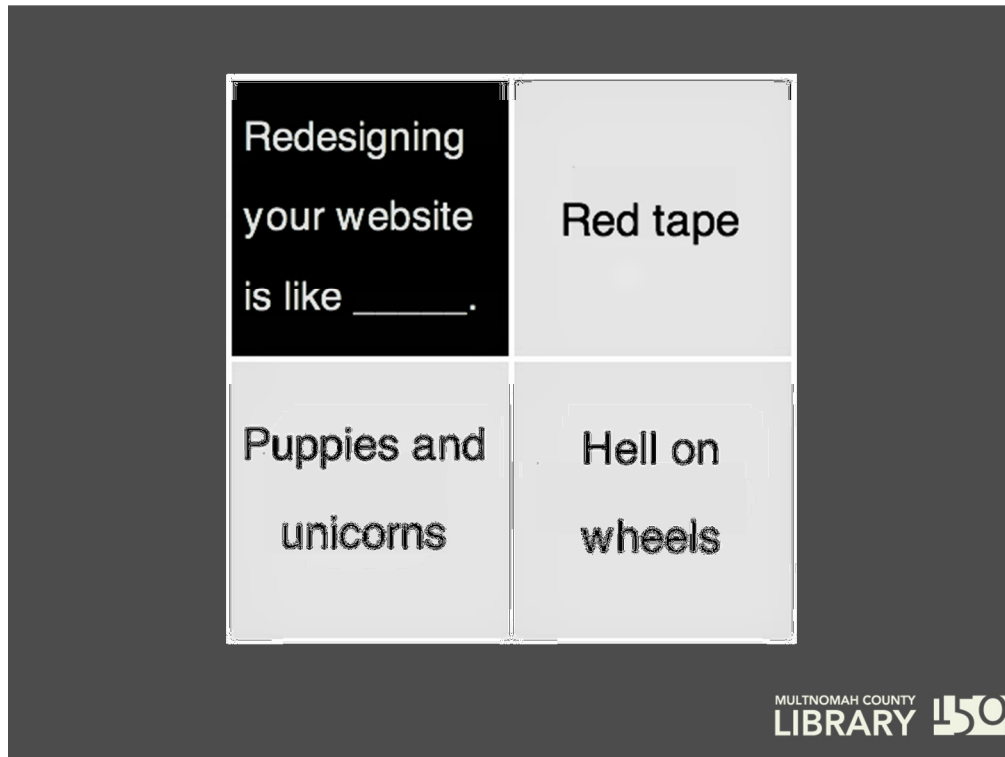 Redesigning
your website
is like ______.
Red tape
Puppies and
unicorns
Hell on
wheels
MULTNOMAH COUNTY
LIBRARY
150